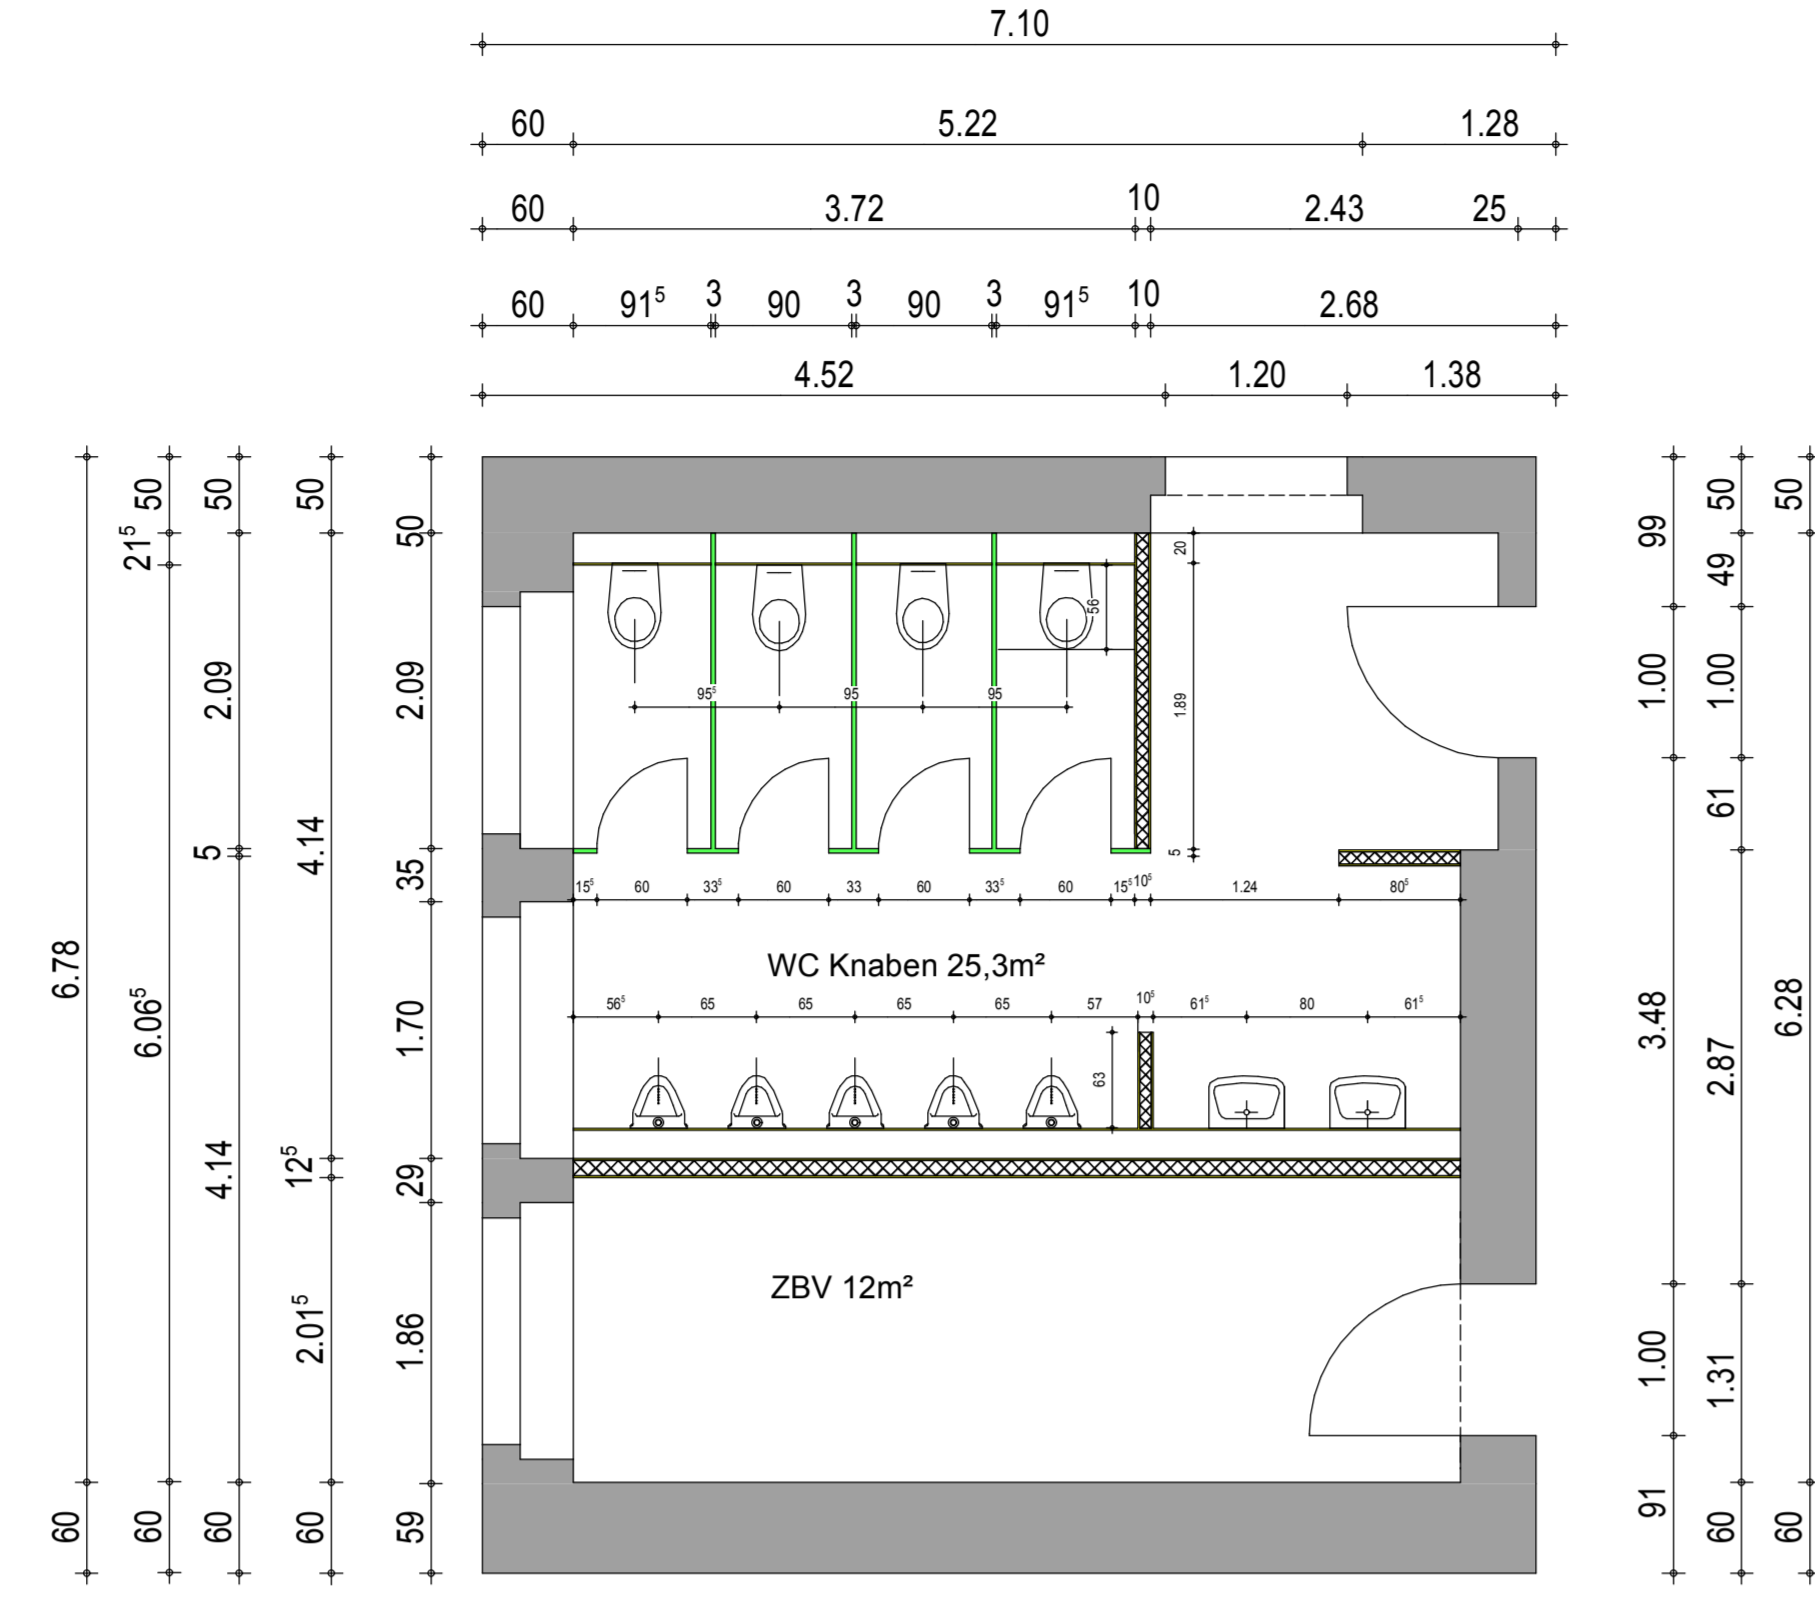 7.10
60 5.22 1.28
60 3.72 10 2.43 25
60 91⁵ 3 90 3 90 3 91⁵ 10 2.68
4.52 1.20 1.38
6.78 60
50 21⁵ 6.06⁵ 60
50 2.09 5 4.14 60
50 4.14 12⁵ 2.01⁵ 60
50 2.09 35 1.70 29 1.86 59
20
56
95⁵ 95 95
1.89
5
15⁵ 60 33⁵ 60 33 60 33⁵ 60 15⁵ 10⁵ 1.24 80⁵
WC Knaben 25,3m²
56⁵ 65 65 65 65 57 10⁵ 61⁵ 80 61⁵
63
ZBV 12m²
99 1.00 3.48 1.00 91
50 49 1.00 61 2.87 1.31 60
50 6.28 60